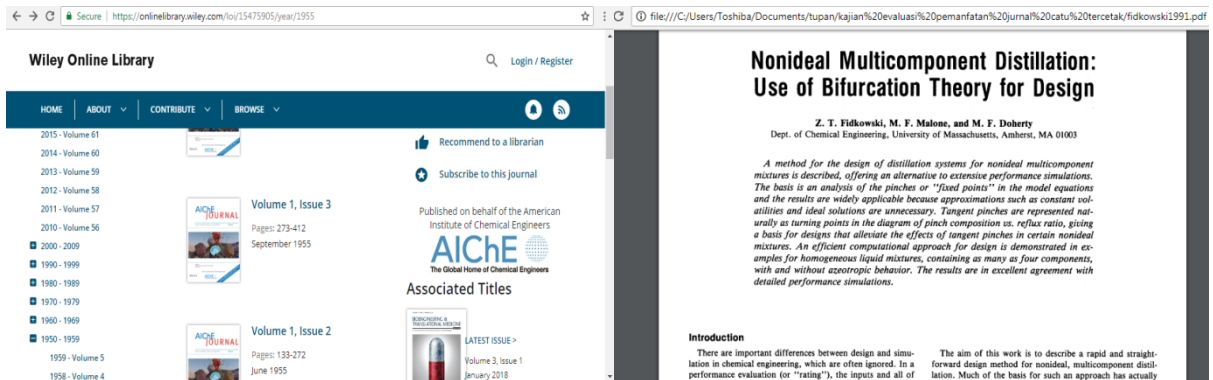 Secure | https://onlinelibrary.wiley.com/loi/15475905/year/1955
Wiley Online Library
Login / Register
HOME ABOUT CONTRIBUTE BROWSE
2015 - Volume 61
2014 - Volume 60
2013 - Volume 59
2012 - Volume 58
2011 - Volume 57
2010 - Volume 56
2000 - 2009
1990 - 1999
1980 - 1989
1970 - 1979
1960 - 1969
1950 - 1959
1959 - Volume 5
1958 - Volume 4
AIChE JOURNAL
Volume 1, Issue 3
Pages: 273-412
September 1955
AIChE JOURNAL
Volume 1, Issue 2
Pages: 133-272
June 1955
Recommend to a librarian
Subscribe to this journal
Published on behalf of the American
Institute of Chemical Engineers
AIChE
The Global Home of Chemical Engineers
Associated Titles
BIOENGINEERING &
TRANSLATIONAL MEDICINE
LATEST ISSUE >
Volume 3, Issue 1
January 2018
file:///C:/Users/Toshiba/Documents/tupan/kajian%20evaluasi%20pemanfatan%20jurnal%20catu%20tercetak/fidkowski1991.pdf
Nonideal Multicomponent Distillation:
Use of Bifurcation Theory for Design
Z. T. Fidkowski, M. F. Malone, and M. F. Doherty
Dept. of Chemical Engineering, University of Massachusetts, Amherst, MA 01003
A method for the design of distillation systems for nonideal multicomponent
mixtures is described, offering an alternative to extensive performance simulations.
The basis is an analysis of the pinches or "fixed points" in the model equations
and the results are widely applicable because approximations such as constant vol-
atilities and ideal solutions are unnecessary. Tangent pinches are represented nat-
urally as turning points in the diagram of pinch composition vs. reflux ratio, giving
a basis for designs that alleviate the effects of tangent pinches in certain nonideal
mixtures. An efficient computational approach for design is demonstrated in ex-
amples for homogeneous liquid mixtures, containing as many as four components,
with and without azeotropic behavior. The results are in excellent agreement with
detailed performance simulations.
Introduction
There are important differences between design and simu-
lation in chemical engineering, which are often ignored. In a
performance evaluation (or "rating"), the inputs and all of
The aim of this work is to describe a rapid and straight-
forward design method for nonideal, multicomponent distil-
lation. Much of the basis for such an approach has actually